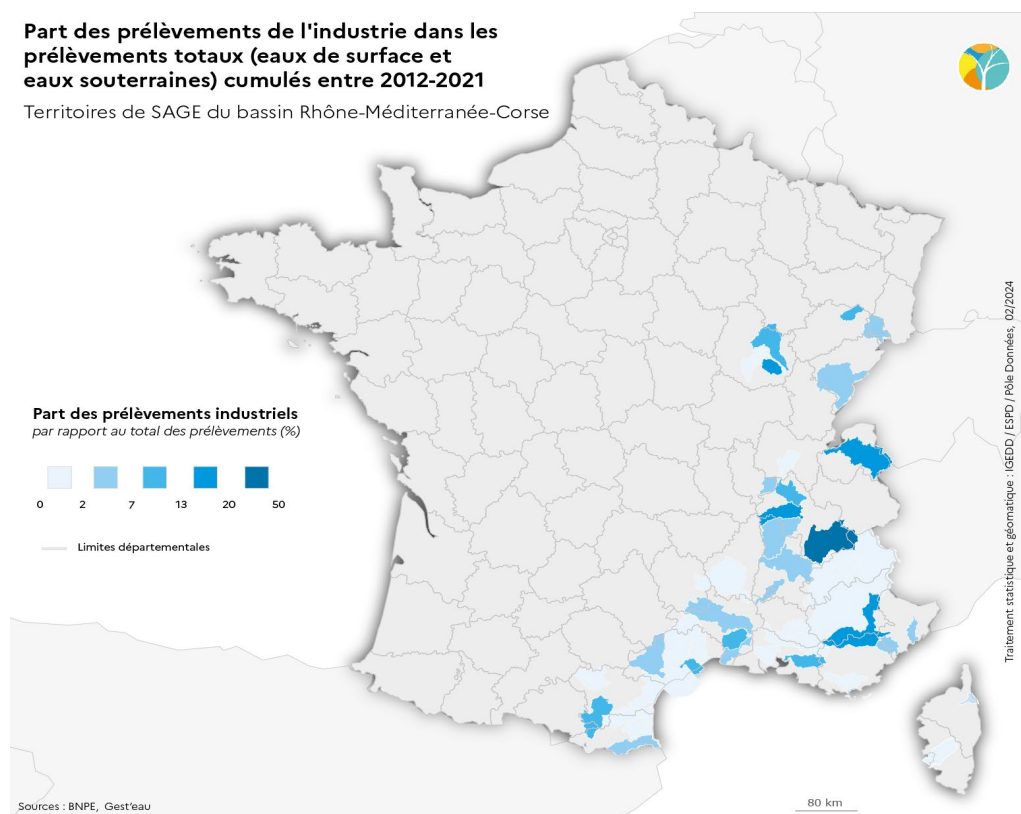 Part des prélèvements de l'industrie dans les
prélèvements totaux (eaux de surface et
eaux souterraines) cumulés entre 2012-2021
Territoires de SAGE du bassin Rhône-Méditerranée-Corse
Part des prélèvements industriels
par rapport au total des prélèvements (%)
0 2 7 13 20 50
Limites départementales
Traitement statistique et géomatique : IGEDD / ESPD / Pôle Données, 02/2024
Sources : BNPE, Gest'eau
80 km